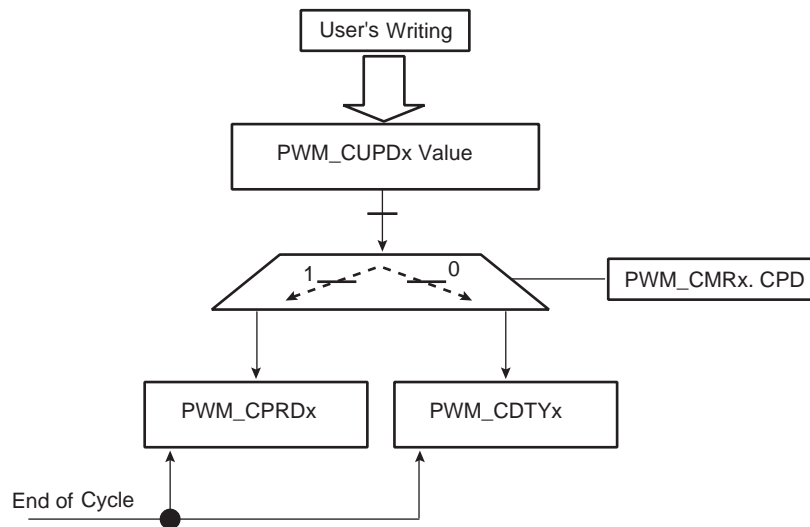 User's Writing
PWM_CUPDx Value
1
0
PWM_CMRx. CPD
PWM_CPRDx
PWM_CDTYx
End of Cycle